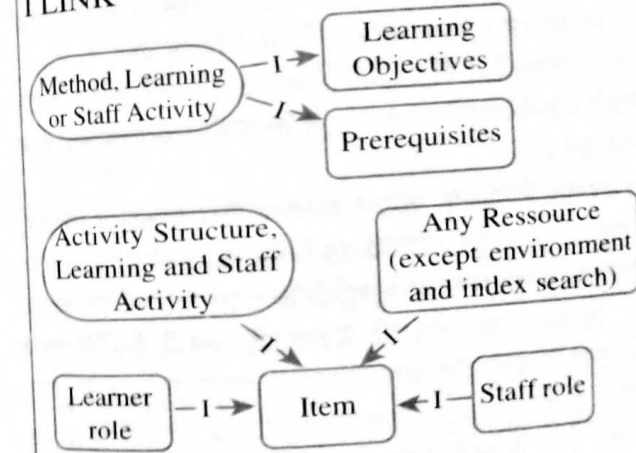 I LINK
Method, Learning
or Staff Activity
I
I
Learning
Objectives
Prerequisites
Activity Structure,
Learning and Staff
Activity
Any Ressource
(except environment
and index search)
I
I
Learner
role
I
Item
I
Staff role